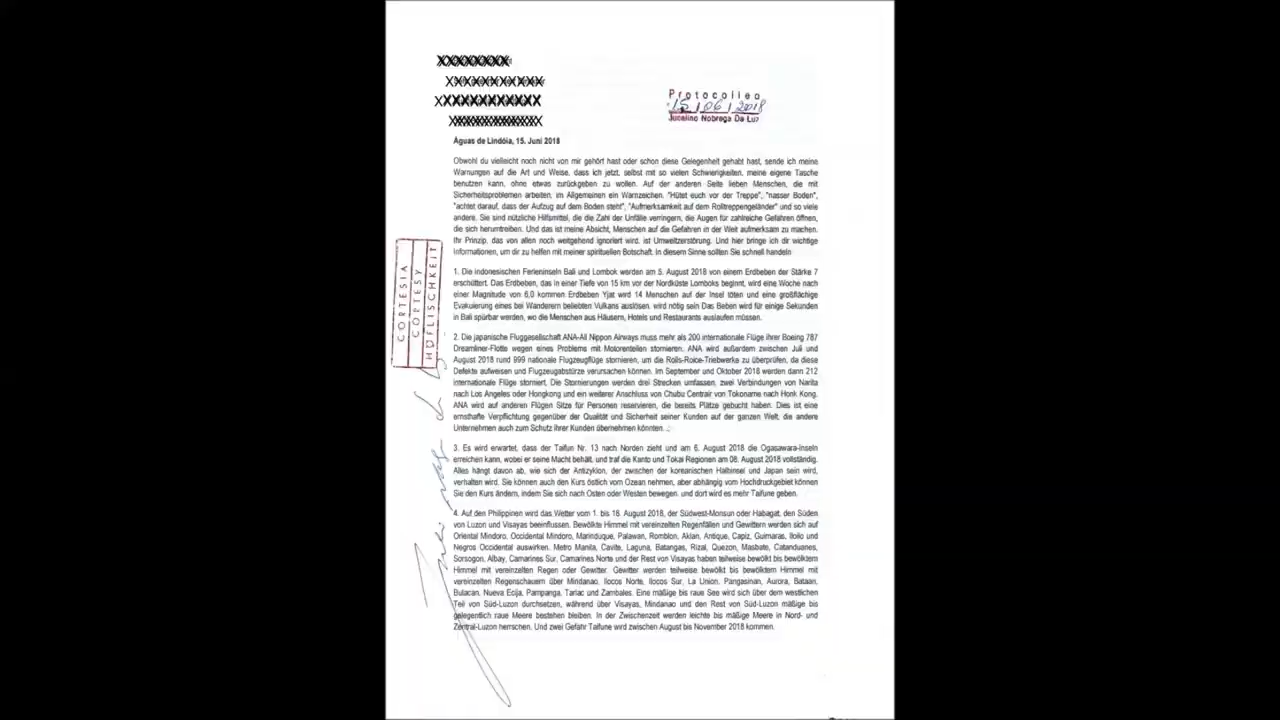 Protocolleo
15 / 06 / 2018
Jucelino Nobrega Da Luz
Águas de Lindóia, 15. Juni 2018
Obwohl du vielleicht noch nicht von mir gehört hast oder schon diese Gelegenheit gehabt hast, sende ich meine
Warnungen auf die Art und Weise, dass ich jetzt, selbst mit so vielen Schwierigkeiten, meine eigene Tasche
benutzen kann, ohne etwas zurückgeben zu wollen. Auf der anderen Seite lieben Menschen, die mit
Sicherheitsproblemen arbeiten, im Allgemeinen ein Warnzeichen. "Hütet euch vor der Treppe", "nasser Boden",
"achtet darauf, dass der Aufzug auf dem Boden steht", "Aufmerksamkeit auf dem Rolltreppengeländer" und so viele
andere. Sie sind nützliche Hilfsmittel, die die Zahl der Unfälle verringern, die Augen für zahlreiche Gefahren öffnen,
die sich herumtreiben. Und das ist meine Absicht, Menschen auf die Gefahren in der Welt aufmerksam zu machen.
Ihr Prinzip, das von allen noch weitgehend ignoriert wird, ist Umweltzerstörung. Und hier bringe ich dir wichtige
Informationen, um dir zu helfen mit meiner spirituellen Botschaft. In diesem Sinne sollten Sie schnell handeln
1. Die indonesischen Ferieninseln Bali und Lombok werden am 5. August 2018 von einem Erdbeben der Stärke 7
erschüttert. Das Erdbeben, das in einer Tiefe von 15 km vor der Nordküste Lomboks beginnt, wird eine Woche nach
einer Magnitude von 6,0 kommen. Erdbeben Yjat wird 14 Menschen auf der Insel töten und eine großflächige
Evakuierung eines bei Wanderern beliebten Vulkans auslösen. wird nötig sein Das Beben wird für einige Sekunden
in Bali spürbar werden, wo die Menschen aus Häusern, Hotels und Restaurants auslaufen müssen.
2. Die japanische Fluggesellschaft ANA-All Nippon Airways muss mehr als 200 internationale Flüge ihrer Boeing 787
Dreamliner-Flotte wegen eines Problems mit Motorenteilen stornieren. ANA wird außerdem zwischen Juli und
August 2018 rund 999 nationale Flugzeugflüge stornieren, um die Rolls-Roice-Triebwerke zu überprüfen, da diese
Defekte aufweisen und Flugzeugabstürze verursachen können. Im September und Oktober 2018 werden dann 212
internationale Flüge storniert. Die Stornierungen werden drei Strecken umfassen, zwei Verbindungen von Narita
nach Los Angeles oder Hongkong und ein weiterer Anschluss von Chubu Centrair von Tokoname nach Honk Kong.
ANA wird auf anderen Flügen Sitze für Personen reservieren, die bereits Plätze gebucht haben. Dies ist eine
ernsthafte Verpflichtung gegenüber der Qualität und Sicherheit seiner Kunden auf der ganzen Welt, die andere
Unternehmen auch zum Schutz ihrer Kunden übernehmen könnten. ..
3. Es wird erwartet, dass der Taifun Nr. 13 nach Norden zieht und am 6. August 2018 die Ogasawara-Inseln
erreichen kann, wobei er seine Macht behält, und traf die Kanto und Tokai Regionen am 08. August 2018 vollständig.
Alles hängt davon ab, wie sich der Antizyklon, der zwischen der koreanischen Halbinsel und Japan sein wird,
verhalten wird. Sie können auch den Kurs östlich vom Ozean nehmen, aber abhängig vom Hochdruckgebiet können
Sie den Kurs ändern, indem Sie sich nach Osten oder Westen bewegen. und dort wird es mehr Taifune geben.
4. Auf den Philippinen wird das Wetter vom 1. bis 16. August 2018, der Südwest-Monsun oder Habagat, den Süden
von Luzon und Visayas beeinflussen. Bewölkte Himmel mit vereinzelten Regenfällen und Gewittern werden sich auf
Oriental Mindoro, Occidental Mindoro, Marinduque, Palawan, Romblon, Aklan, Antique, Capiz, Guimaras, Iloilo und
Negros Occidental auswirken. Metro Manila, Cavite, Laguna, Batangas, Rizal, Quezon, Masbate, Catanduanes,
Sorsogon, Albay, Camarines Sur, Camarines Norte und der Rest von Visayas haben teilweise bewölkt bis bewölktem
Himmel mit vereinzelten Regen oder Gewitter. Gewitter werden teilweise bewölkt bis bewölktem Himmel mit
vereinzelten Regenschauern über Mindanao, Ilocos Norte, Ilocos Sur, La Union, Pangasinan, Aurora, Bataan,
Bulacan, Nueva Ecija, Pampanga, Tarlac und Zambales. Eine mäßige bis raue See wird sich über dem westlichen
Teil von Süd-Luzon durchsetzen, während über Visayas, Mindanao und den Rest von Süd-Luzon mäßige bis
gelegentlich raue Meere bestehen bleiben. In der Zwischenzeit werden leichte bis mäßige Meere in Nord- und
Zentral-Luzon herrschen. Und zwei Gefahr Taifune wird zwischen August bis November 2018 kommen.
CORTESIA
COPTESY
HÖFLISCHKEIT